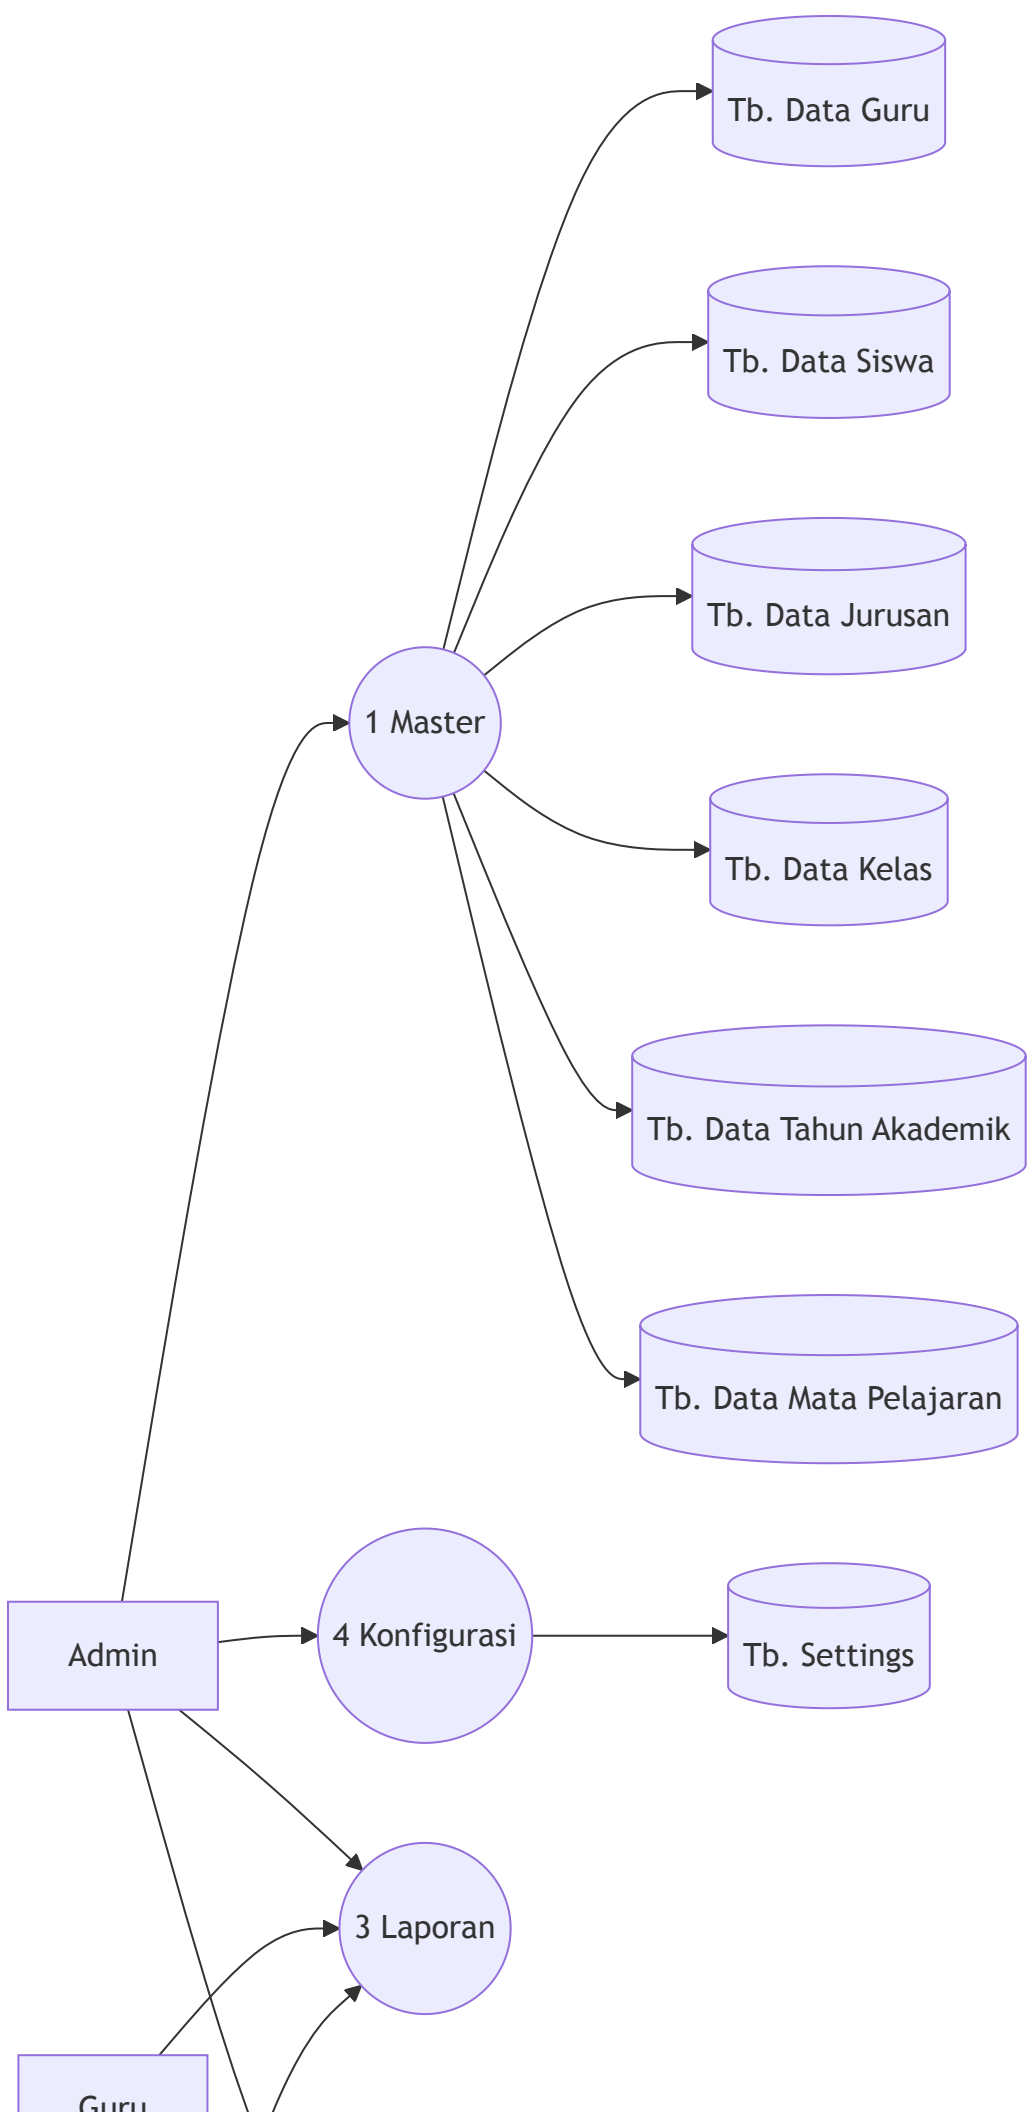 Tb. Data Guru
Tb. Data Siswa
Tb. Data Jurusan
1 Master
Tb. Data Kelas
Tb. Data Tahun Akademik
Tb. Data Mata Pelajaran
Admin
4 Konfigurasi
Tb. Settings
3 Laporan
Guru